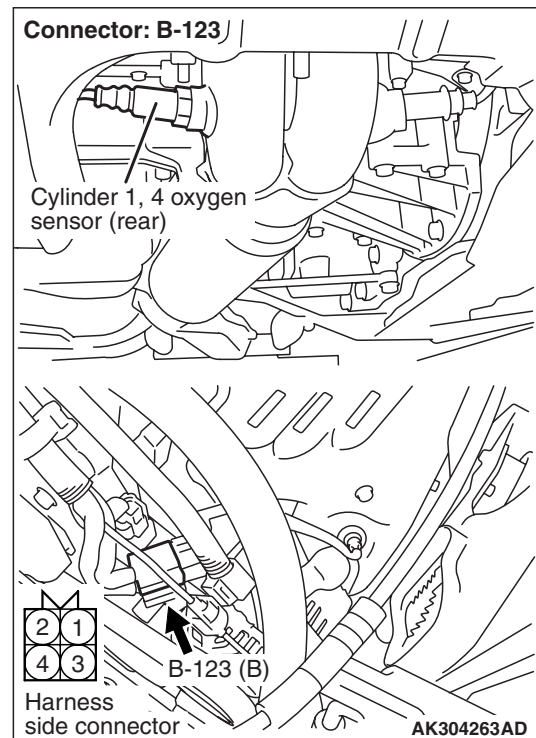 Connector: B-123
Cylinder 1, 4 oxygen
sensor (rear)
2 1
4 3
B-123 (B)
Harness
side connector
AK304263AD